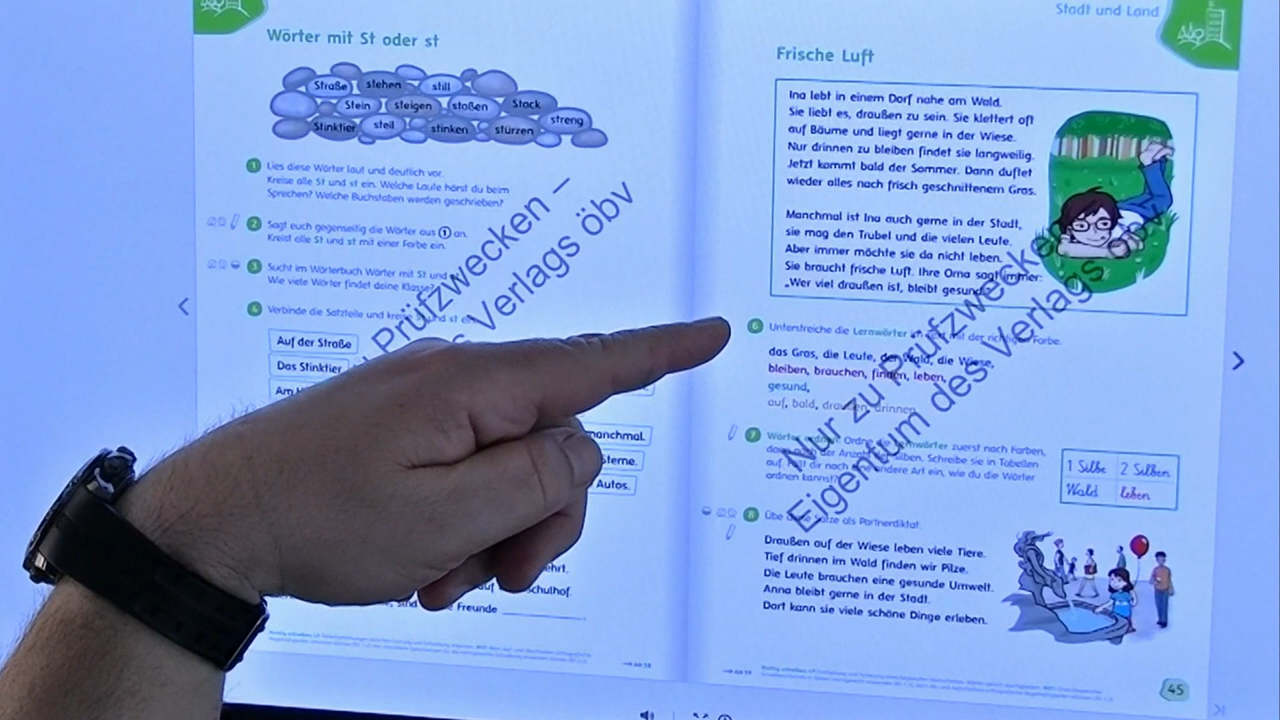 Wörter mit St oder st
Straße stehen still
Stein steigen stoßen Stock
Stinktier steil stinken stürzen streng
1 Lies diese Wörter laut und deutlich vor.
Kreise alle St und st ein. Welche Laute hörst du beim
Sprechen? Welche Buchstaben werden geschrieben?
2 Sagt euch gegenseitig die Wörter aus 1 an.
Kreist alle St und st mit einer Farbe ein.
3 Sucht im Wörterbuch Wörter mit St und
Wie viele Wörter findet deine Klasse?
4 Verbinde die Satzteile und und st
Auf der Straße
Das Stinktier
Am
manchmal.
Sterne.
Autos.
Freunde
Prüfzwecken –
Verlags öbv
Stadt und Land
Frische Luft
Ina lebt in einem Dorf nahe am Wald.
Sie liebt es, draußen zu sein. Sie klettert oft
auf Bäume und liegt gerne in der Wiese.
Nur drinnen zu bleiben findet sie langweilig.
Jetzt kommt bald der Sommer. Dann duftet
wieder alles nach frisch geschnittenem Gras.
Manchmal ist Ina auch gerne in der Stadt,
sie mag den Trubel und die vielen Leute.
Aber immer möchte sie da nicht leben.
Sie braucht frische Luft. Ihre Oma sagt immer:
„Wer viel draußen ist, bleibt gesund.“
6 Unterstreiche die Lernwörter im Text mit der richtigen Farbe.
das Gras, die Leute, der Wald, die Wiese,
bleiben, brauchen, finden, leben,
gesund,
auf, bald, draußen, drinnen
7 Wörter ordnen: Ordne die Lernwörter zuerst nach Farben,
dann nach der Anzahl der Silben. Schreibe sie in Tabellen
auf. Fällt dir noch eine andere Art ein, wie du die Wörter
ordnen kannst?
1 Silbe 2 Silben
Wald leben
8 Übe diese Sätze als Partnerdiktat.
Draußen auf der Wiese leben viele Tiere.
Tief drinnen im Wald finden wir Pilze.
Die Leute brauchen eine gesunde Umwelt.
Anna bleibt gerne in der Stadt.
Dort kann sie viele schöne Dinge erleben.
Nur zu Prüfzwecken
Eigentum des Verlags öbv
45